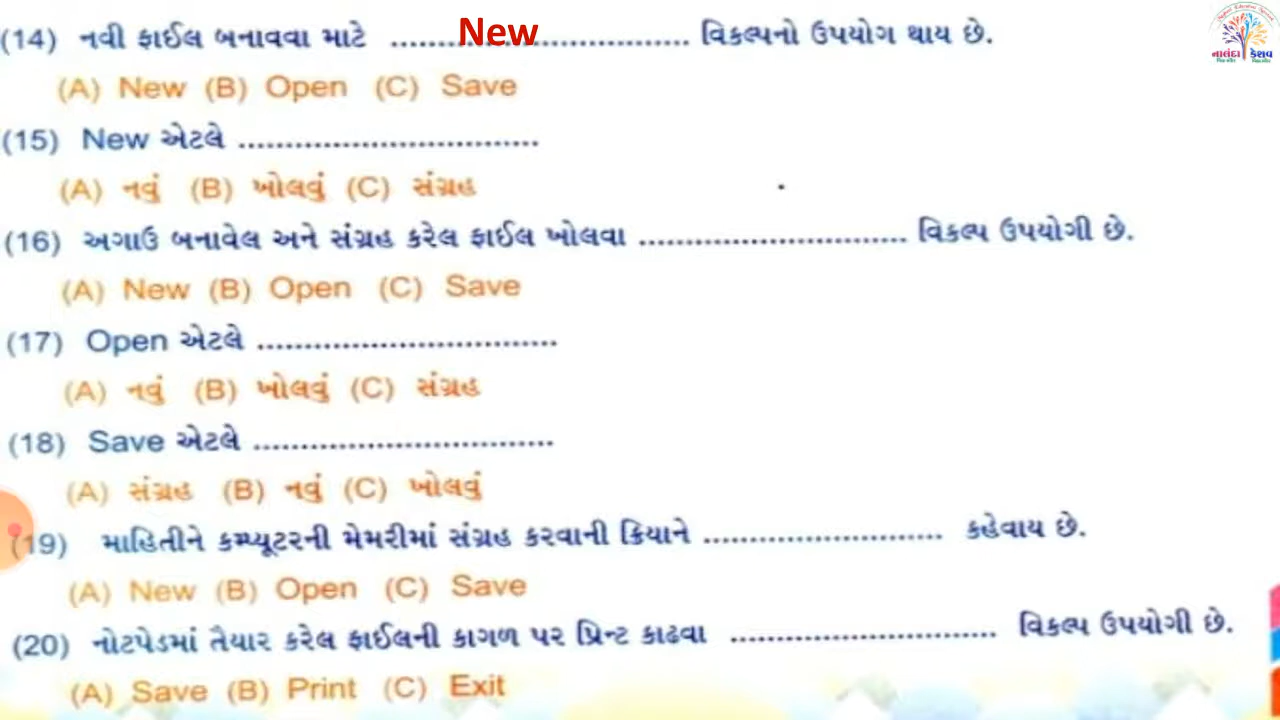 (14) નવી ફાઈલ બનાવવા માટે ........New........ વિકલ્પનો ઉપયોગ થાય છે.
(A) New (B) Open (C) Save
(15) New એટલે ................................
(A) નવું (B) ખોલવું (C) સંગ્રહ
(16) અગાઉ બનાવેલ અને સંગ્રહ કરેલ ફાઈલ ખોલવા ............................. વિકલ્પ ઉપયોગી છે.
(A) New (B) Open (C) Save
(17) Open એટલે ................................
(A) નવું (B) ખોલવું (C) સંગ્રહ
(18) Save એટલે ................................
(A) સંગ્રહ (B) નવું (C) ખોલવું
(19) માહિતીને કમ્પ્યૂટરની મેમરીમાં સંગ્રહ કરવાની ક્રિયાને .......................... કહેવાય છે.
(A) New (B) Open (C) Save
(20) નોટપેડમાં તૈયાર કરેલ ફાઈલની કાગળ પર પ્રિન્ટ કાઢવા ............................. વિકલ્પ ઉપયોગી છે.
(A) Save (B) Print (C) Exit
નાલંદા કેશવ